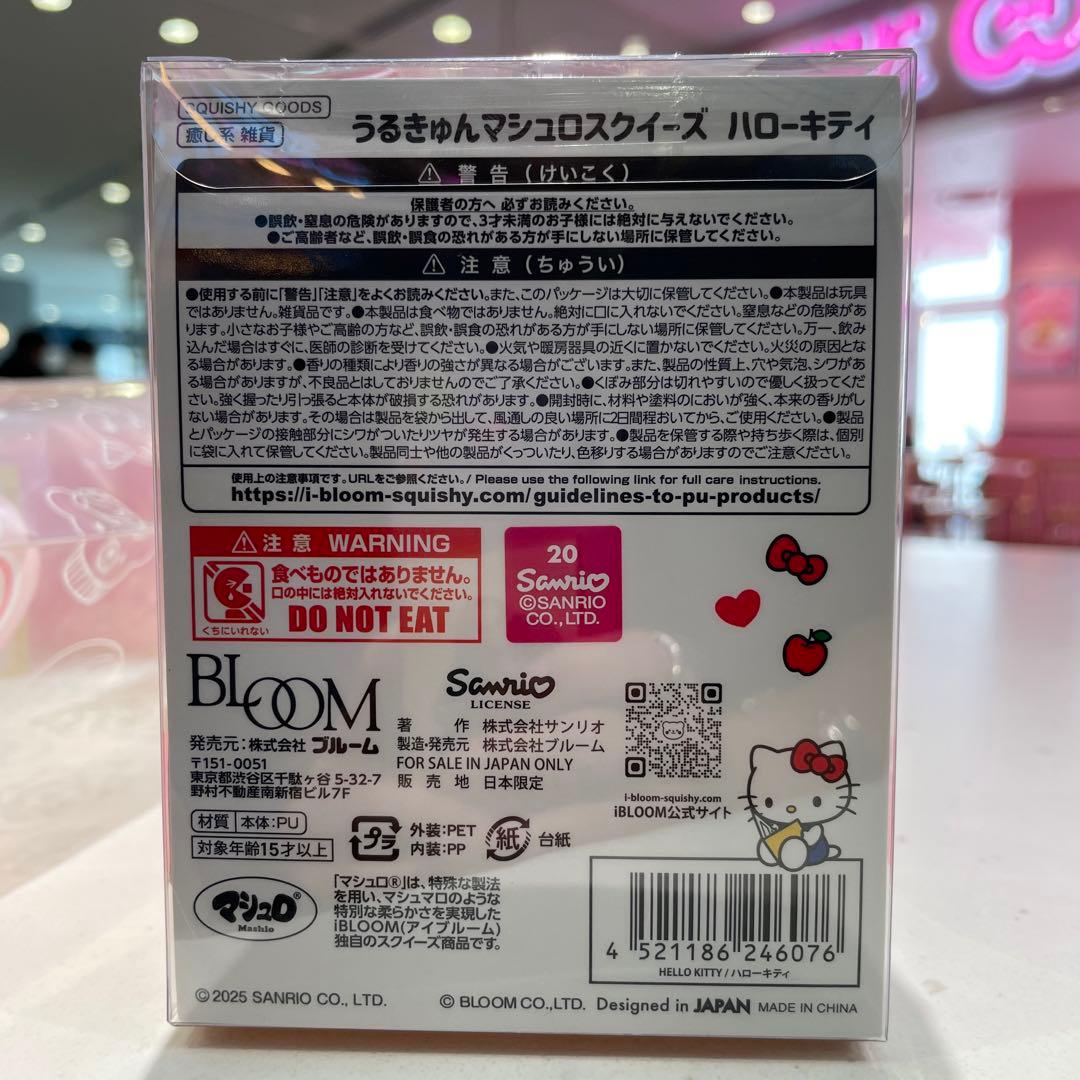 SQUISHY GOODS
癒し系 雑貨
うるきゅんマシュロスクイーズ ハローキティ
⚠ 警告(けいこく)
保護者の方へ 必ずお読みください。
●誤飲・窒息の危険がありますので、3才未満のお子様には絶対に与えないでください。
●ご高齢者など、誤飲・誤食の恐れがある方が手にしない場所に保管してください。
⚠ 注意(ちゅうい)
●使用する前に「警告」「注意」をよくお読みください。また、このパッケージは大切に保管してください。●本製品は玩具
ではありません。雑貨品です。●本製品は食べ物ではありません。絶対に口に入れないでください。窒息などの危険があり
ます。小さなお子様やご高齢の方など、誤飲・誤食の恐れがある方が手にしない場所に保管してください。万一、飲み
込んだ場合はすぐに、医師の診断を受けてください。●火気や暖房器具の近くに置かないでください。火災の原因とな
る場合があります。●香りの種類により香りの強さが異なる場合がございます。また、製品の性質上、穴や気泡、シワがあ
る場合がありますが、不良品とはしておりませんのでご了承ください。●くぼみ部分は切れやすいので優しく扱ってくだ
さい。強く握ったり引っ張ると本体が破損する恐れがあります。●開封時に、材料や塗料のにおいが強く、本来の香りがし
ない場合があります。その場合は製品を袋から出して、風通しの良い場所に2日間程おいてから、ご使用ください。●製品
とパッケージの接触部分にシワがついたりツヤが発生する場合があります。●製品を保管する際や持ち歩く際は、個別
に袋に入れて保管してください。製品同士や他の製品がくっついたり、色移りする場合がありますのでご注意ください。
使用上の注意事項です。URLをご参照ください。/ Please use the following link for full care instructions.
https://i-bloom-squishy.com/guidelines-to-pu-products/
⚠ 注意 WARNING
食べものではありません。
口の中には絶対入れないでください。
DO NOT EAT
くちにいれない
20
Sanrio
©SANRIO
CO., LTD.
BLOOM
発売元:株式会社 ブルーム
〒151-0051
東京都渋谷区千駄ヶ谷 5-32-7
野村不動産南新宿ビル7F
Sanrio
LICENSE
著作 株式会社サンリオ
製造・発売元 株式会社ブルーム
FOR SALE IN JAPAN ONLY
販売地 日本限定
i-bloom-squishy.com
iBLOOM公式サイト
材質 本体:PU
対象年齢15才以上
プラ
外装:PET
内装:PP
紙
台紙
マシュロ®
Mashlo
「マシュロ®」は、特殊な製法
を用い、マシュマロのような
特別な柔らかさを実現した
iBLOOM(アイブルーム)
独自のスクイーズ商品です。
4 521186 246076
HELLO KITTY / ハローキティ
© 2025 SANRIO CO., LTD.
© BLOOM CO.,LTD. Designed in JAPAN MADE IN CHINA